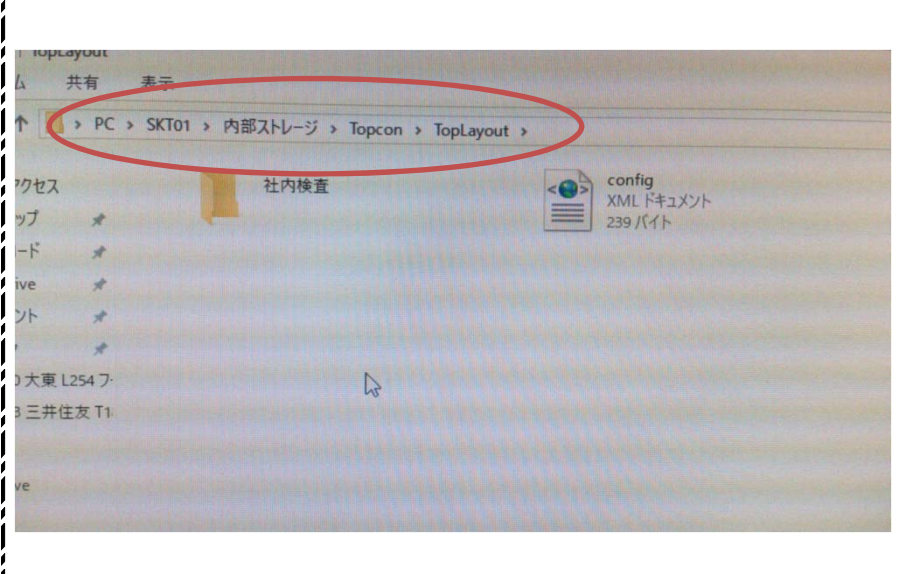 TopLayout
ム 共有 表示
↑ > PC > SKT01 > 内部ストレージ > Topcon > TopLayout >
アクセス
ップ
ード
ive
ント
社内検査
config
XML ドキュメント
239 バイト
大東 L254 フ
三井住友 T1
ve